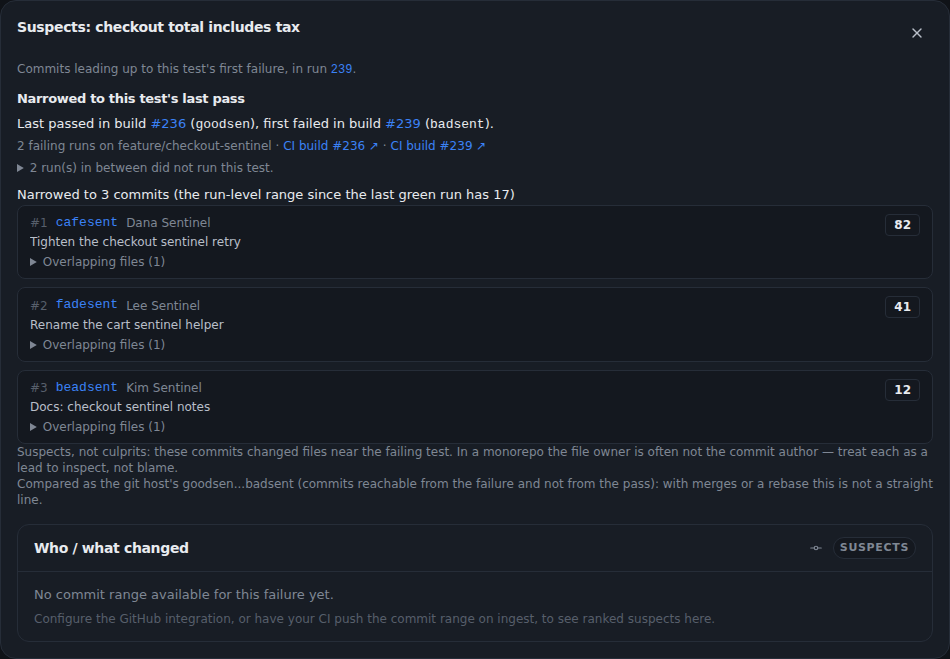 Suspects: checkout total includes tax
Commits leading up to this test's first failure, in run 239.
Narrowed to this test's last pass
Last passed in build #236 (goodsen), first failed in build #239 (badsent).
2 failing runs on feature/checkout-sentinel · CI build #236 ↗ · CI build #239 ↗
▶ 2 run(s) in between did not run this test.
Narrowed to 3 commits (the run-level range since the last green run has 17)
#1 cafesent Dana Sentinel 82
Tighten the checkout sentinel retry
▶ Overlapping files (1)
#2 fadesent Lee Sentinel 41
Rename the cart sentinel helper
▶ Overlapping files (1)
#3 beadsent Kim Sentinel 12
Docs: checkout sentinel notes
▶ Overlapping files (1)
Suspects, not culprits: these commits changed files near the failing test. In a monorepo the file owner is often not the commit author — treat each as a
lead to inspect, not blame.
Compared as the git host's goodsen...badsent (commits reachable from the failure and not from the pass): with merges or a rebase this is not a straight
line.
Who / what changed SUSPECTS
No commit range available for this failure yet.
Configure the GitHub integration, or have your CI push the commit range on ingest, to see ranked suspects here.